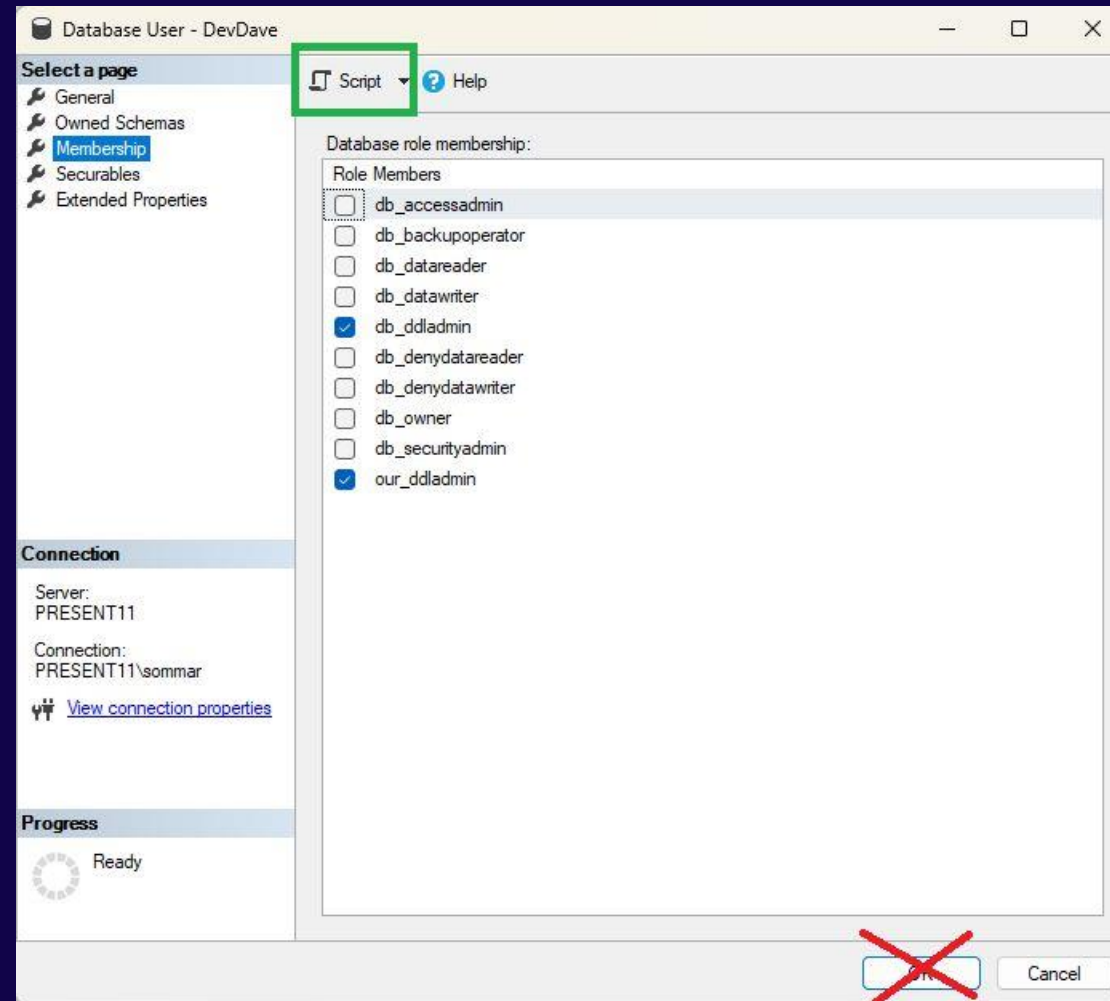 Database User - DevDave
Select a page
General
Owned Schemas
Membership
Securables
Extended Properties
Script
Help
Database role membership:
Role Members
db_accessadmin
db_backupoperator
db_datareader
db_datawriter
db_ddladmin
db_denydatareader
db_denydatawriter
db_owner
db_securityadmin
our_ddladmin
Connection
Server:
PRESENT11
Connection:
PRESENT11\sommar
View connection properties
Progress
Ready
Cancel